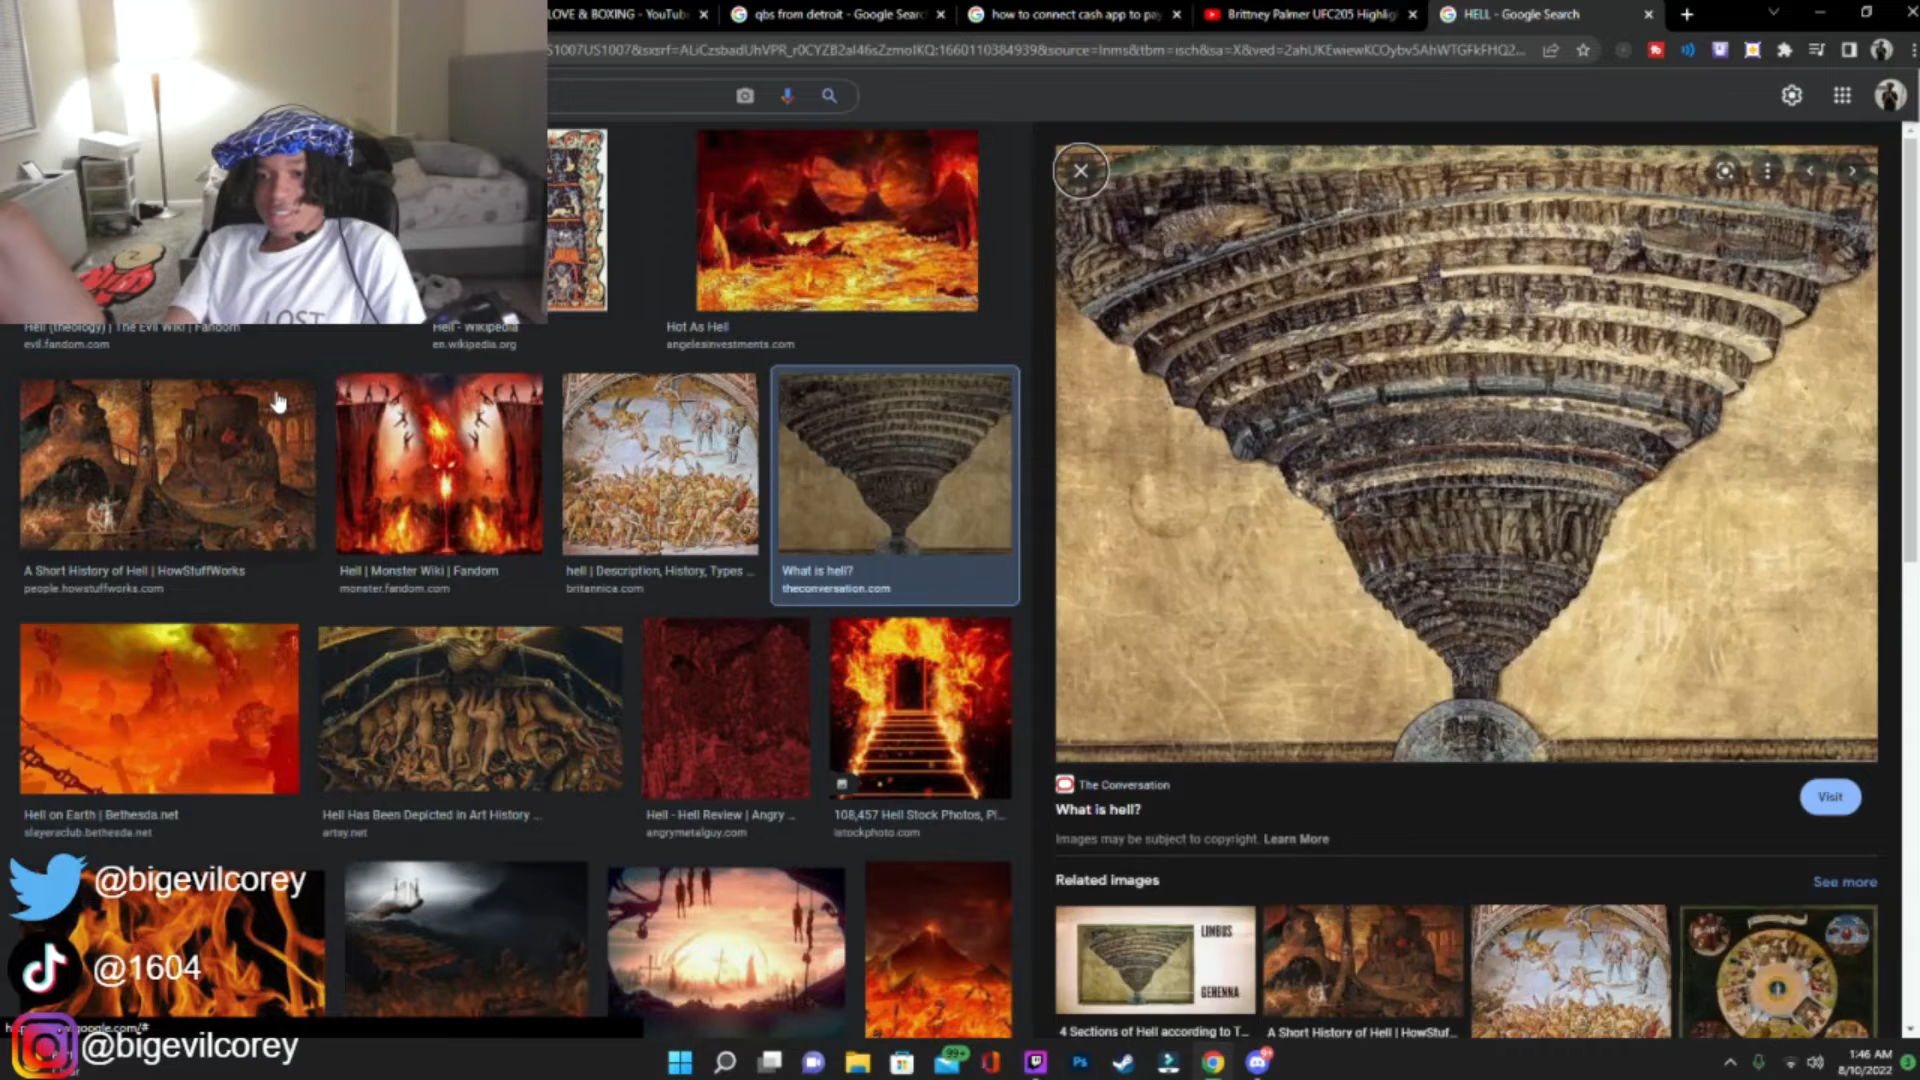 LOVE & BOXING - YouTube
qbs from detroit - Google Searc
how to connect cash app to pay
Brittney Palmer UFC205 Highlig
HELL - Google Search
LOST
Hell (theology) | The Evil Wiki | Fandom
evil.fandom.com
Hell - Wikipedia
en.wikipedia.org
Hot As Hell
angelesinvestments.com
A Short History of Hell | HowStuffWorks
people.howstuffworks.com
Hell | Monster Wiki | Fandom
monster.fandom.com
hell | Description, History, Types ...
britannica.com
What is hell?
theconversation.com
Hell on Earth | Bethesda.net
slayersclub.bethesda.net
Hell Has Been Depicted in Art History ...
artsy.net
Hell - Hell Review | Angry ...
angrymetalguy.com
108,457 Hell Stock Photos, Pi...
istockphoto.com
The Conversation
What is hell?
Visit
Images may be subject to copyright. Learn More
Related images
See more
LIMBUS
GEHENNA
4 Sections of Hell according to T...
A Short History of Hell | HowStuf...
@bigevilcorey
@1604
@bigevilcorey
99+
Ps
1:46 AM
8/10/2022